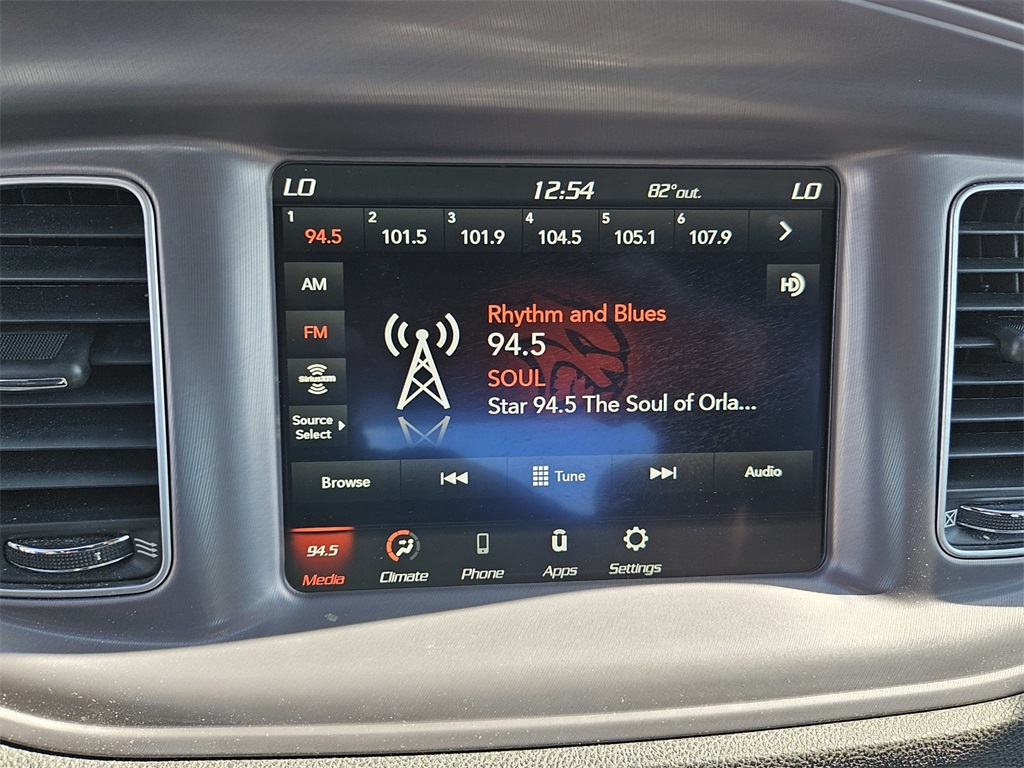 LO 12:54 82° out. LO
1 94.5 2 101.5 3 101.9 4 104.5 5 105.1 6 107.9
AM
HD
FM
Rhythm and Blues
94.5
SOUL
Star 94.5 The Soul of Orla...
SiriusXM
Source
Select
Browse Tune Audio
94.5
Media Climate Phone Apps Settings